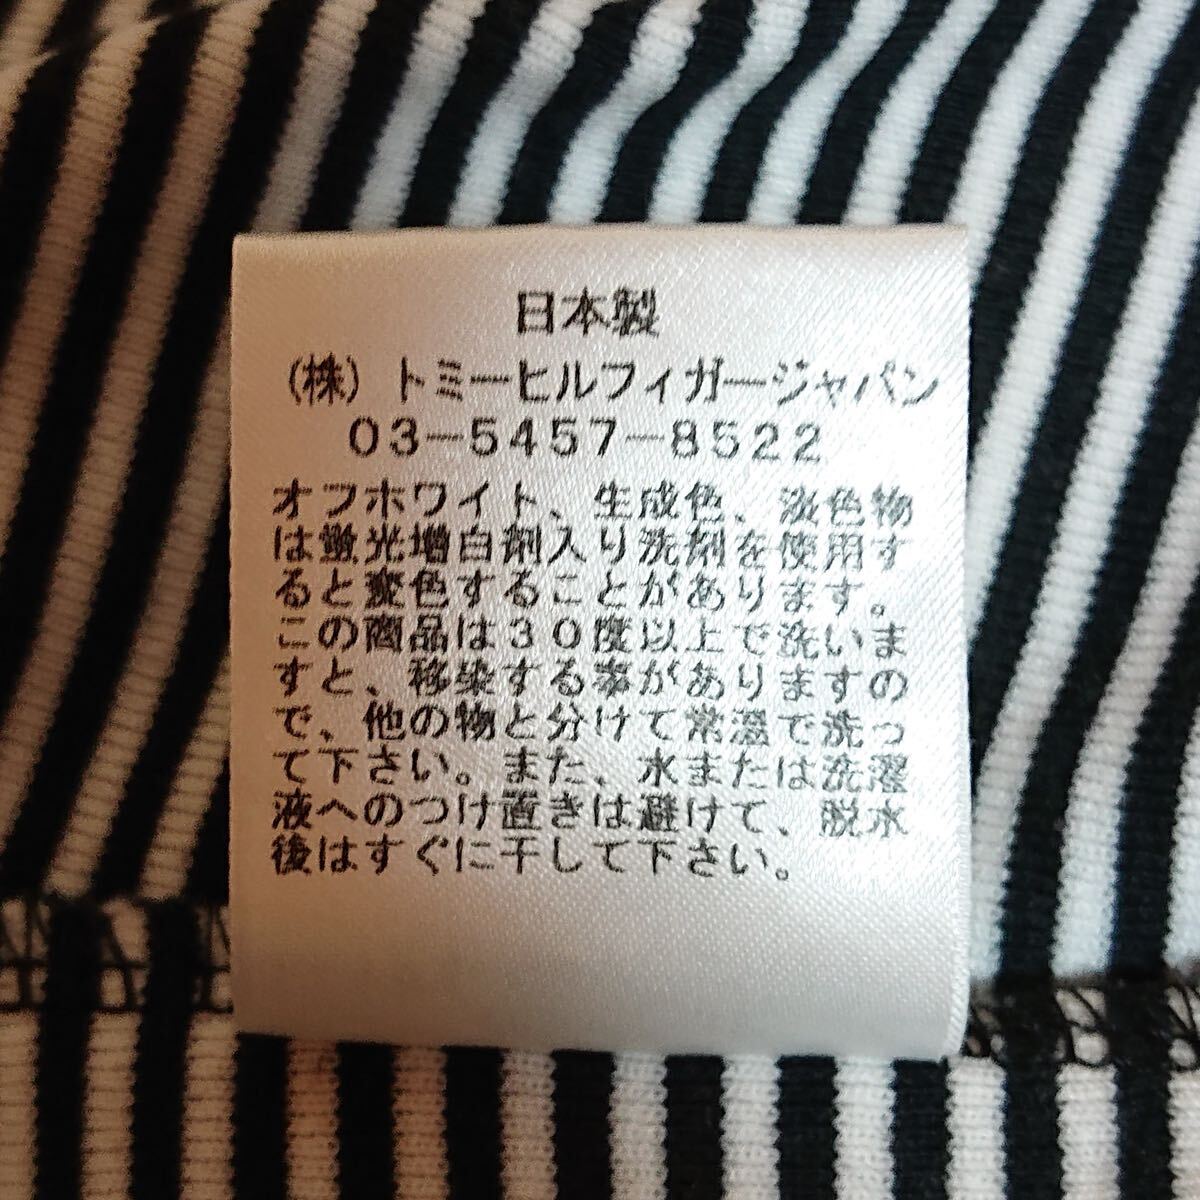 日本製
（株）トミーヒルフィガージャパン
０３－５４５７－８５２２
オフホワイト、生成色、淡色物
は蛍光増白剤入り洗剤を使用す
ると変色することがあります。
この商品は３０度以上で洗いま
すと、移染する事がありますの
で、他の物と分けて常温で洗っ
て下さい。また、水または洗濯
液へのつけ置きは避けて、脱水
後はすぐに干して下さい。